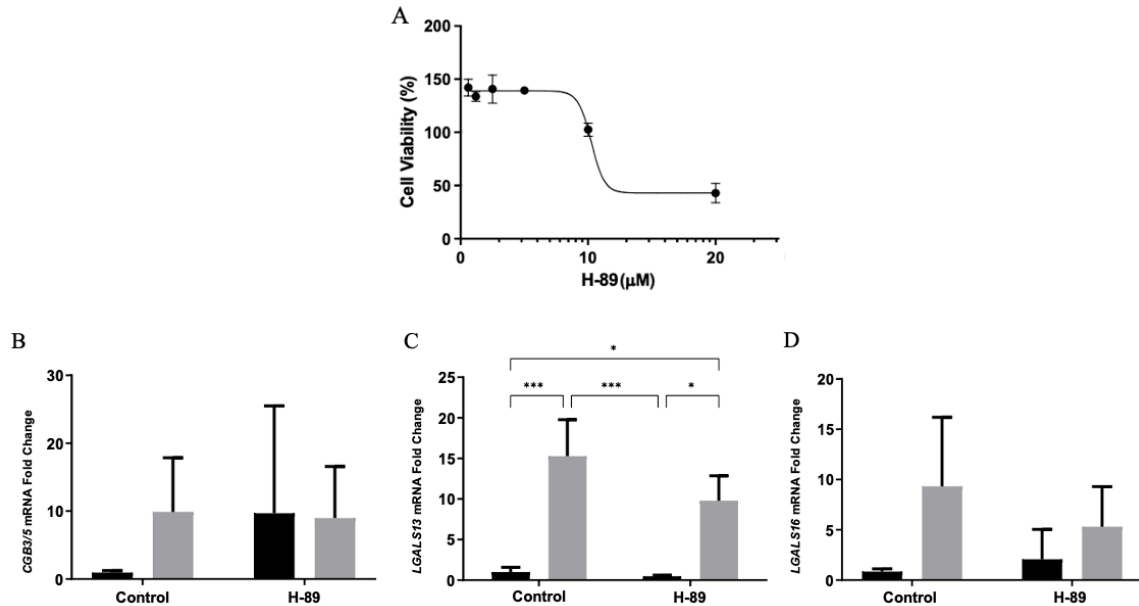 A
200
150
100
50
0
Cell Viability (%)
0 10 20
H-89(μM)
B
30
20
10
0
CGB3/5 mRNA Fold Change
Control H-89
C
25
20
15
10
5
0
LGALS13 mRNA Fold Change
*
*** *** *
Control H-89
D
20
15
10
5
0
LGALS16 mRNA Fold Change
Control H-89